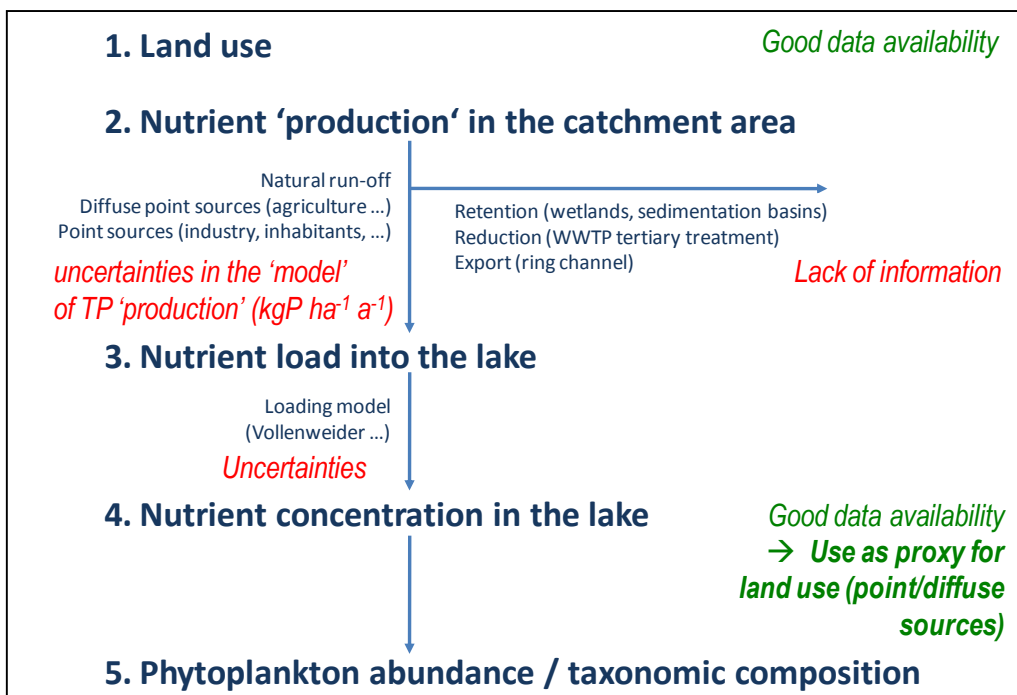 1. Land use
Good data availability
2. Nutrient ‘production‘ in the catchment area
Natural run-off
Diffuse point sources (agriculture ...)
Point sources (industry, inhabitants, ...)
Retention (wetlands, sedimentation basins)
Reduction (WWTP tertiary treatment)
Export (ring channel)
uncertainties in the ‘model’
of TP ‘production’ (kgP ha⁻¹ a⁻¹)
Lack of information
3. Nutrient load into the lake
Loading model
(Vollenweider ...)
Uncertainties
4. Nutrient concentration in the lake
Good data availability
→ Use as proxy for
land use (point/diffuse
sources)
5. Phytoplankton abundance / taxonomic composition